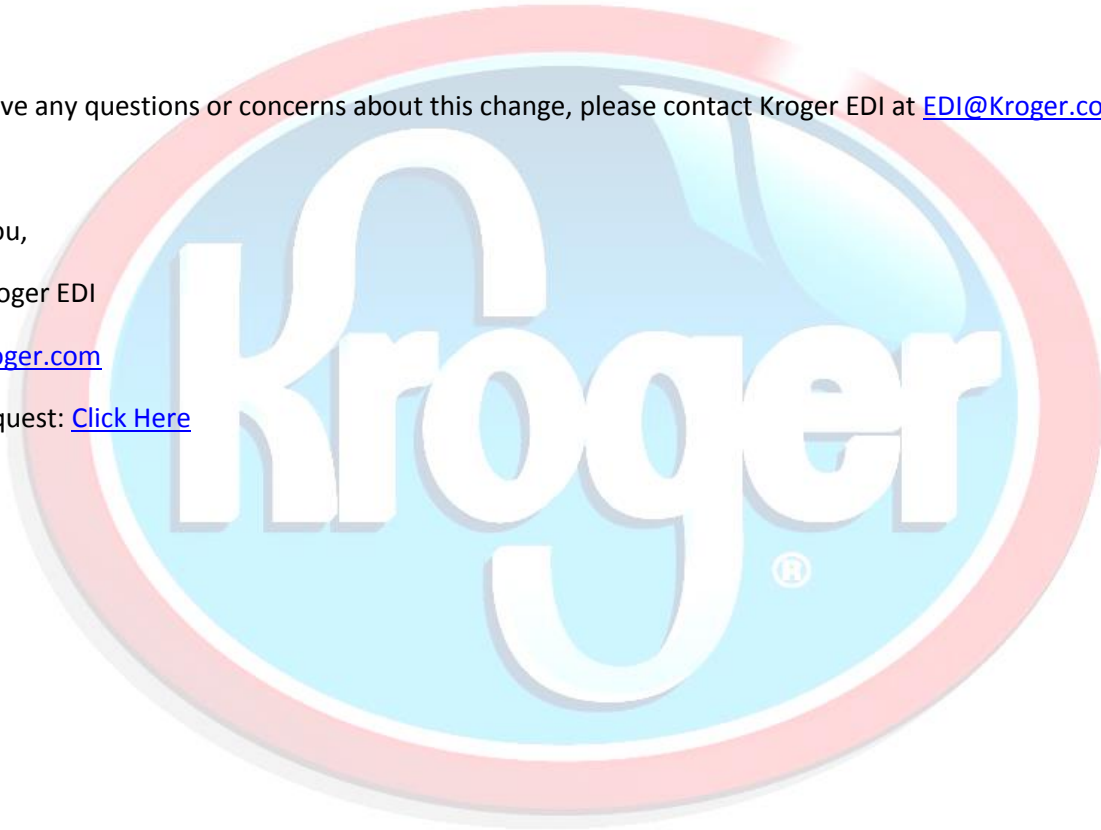 ve any questions or concerns about this change, please contact Kroger EDI at EDI@Kroger.co
ou,
oger EDI
oger.com
quest: Click Here
Kroger
®